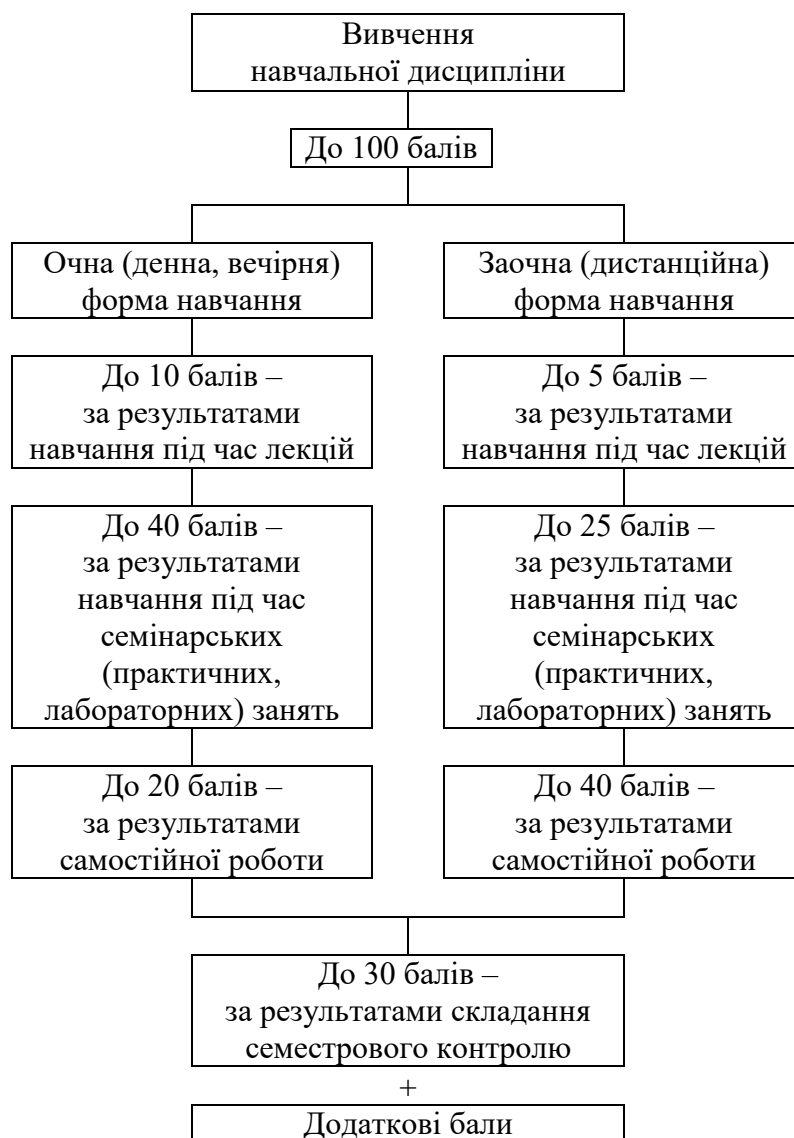 Вивчення
навчальної дисципліни
До 100 балів
Очна (денна, вечірня)
форма навчання
Заочна (дистанційна)
форма навчання
До 10 балів –
за результатами
навчання під час лекцій
До 5 балів –
за результатами
навчання під час лекцій
До 40 балів –
за результатами
навчання під час
семінарських
(практичних,
лабораторних) занять
До 25 балів –
за результатами
навчання під час
семінарських
(практичних,
лабораторних) занять
До 20 балів –
за результатами
самостійної роботи
До 40 балів –
за результатами
самостійної роботи
До 30 балів –
за результатами складання
семестрового контролю
+
Додаткові бали